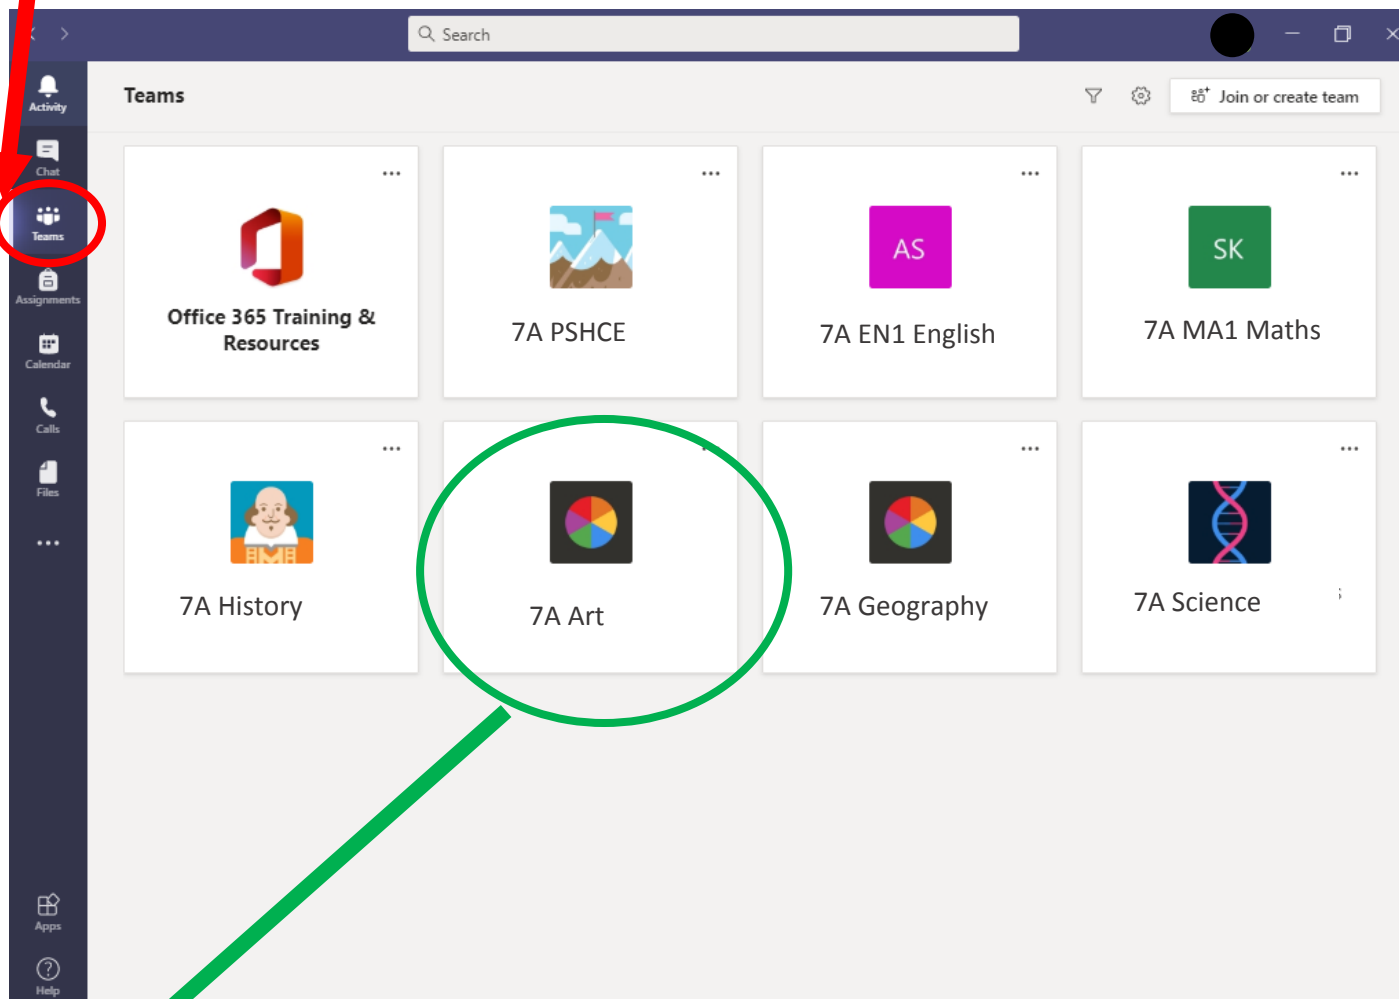 Search
Activity
Chat
Teams
Assignments
Calendar
Calls
Files
Apps
Help
Teams
Join or create team
Office 365 Training &
Resources
7A PSHCE
AS
7A EN1 English
SK
7A MA1 Maths
7A History
7A Art
7A Geography
7A Science